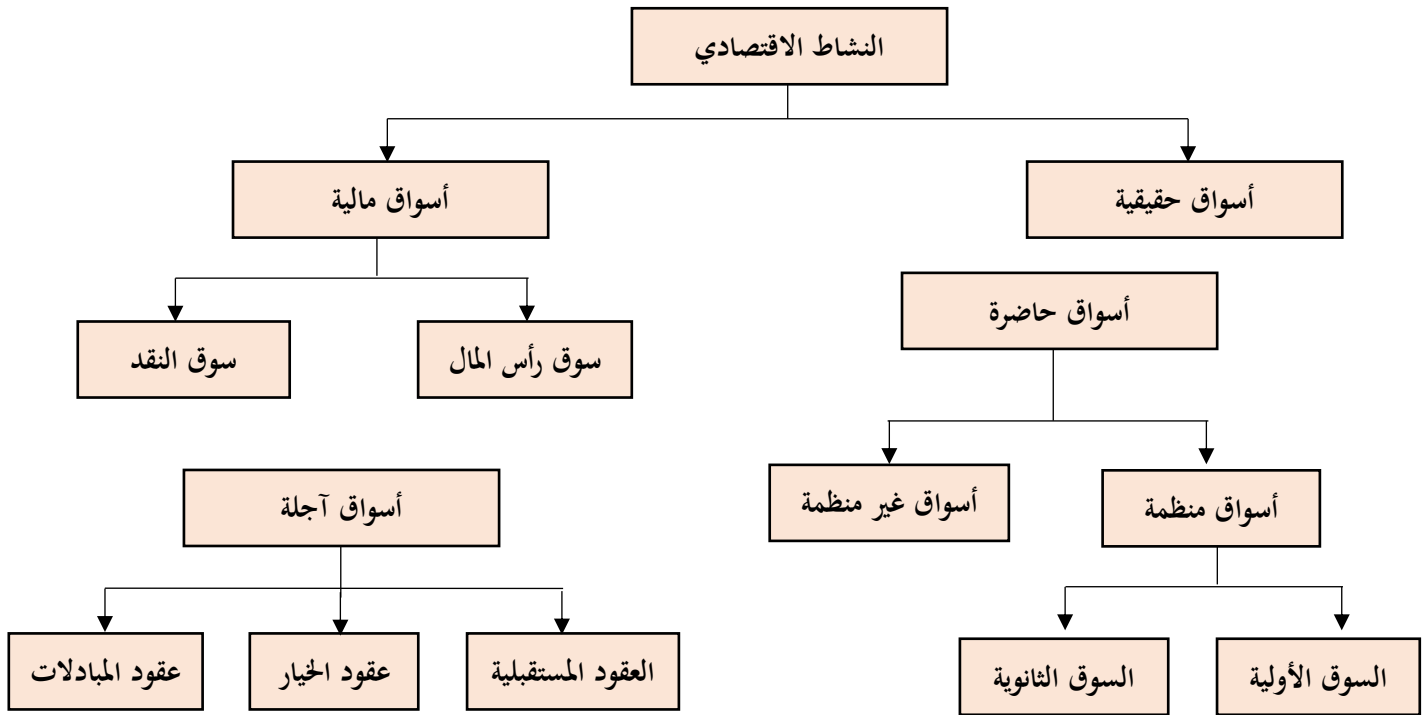 النشاط الاقتصادي
أسواق حقيقية
أسواق مالية
أسواق حاضرة
سوق رأس المال
سوق النقد
أسواق منظمة
أسواق غير منظمة
أسواق آجلة
السوق الأولية
السوق الثانوية
العقود المستقبلية
عقود الخيار
عقود المبادلات